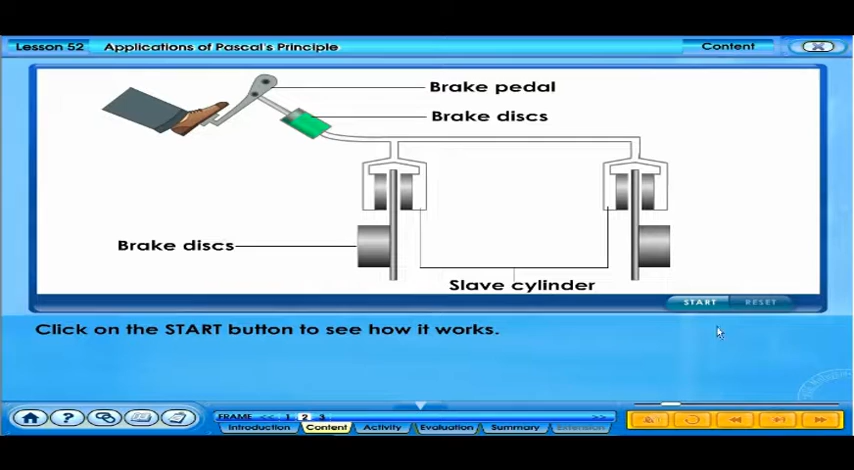 Lesson 52 Applications of Pascal's Principle Content
Brake pedal
Brake discs
Brake discs
Slave cylinder
START RESET
Click on the START button to see how it works.
FRAME << 1 2 3 >>
Introduction Content Activity Evaluation Summary Extension